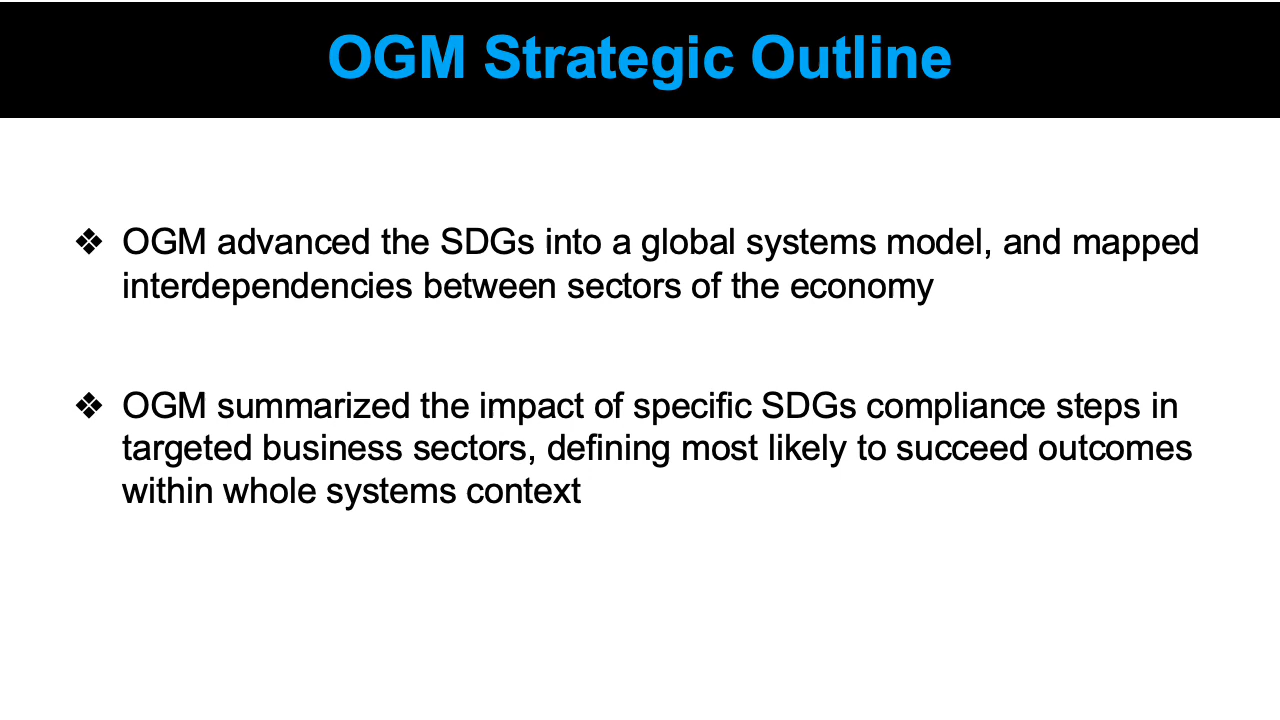 OGM Strategic Outline
❖ OGM advanced the SDGs into a global systems model, and mapped
interdependencies between sectors of the economy
❖ OGM summarized the impact of specific SDGs compliance steps in
targeted business sectors, defining most likely to succeed outcomes
within whole systems context